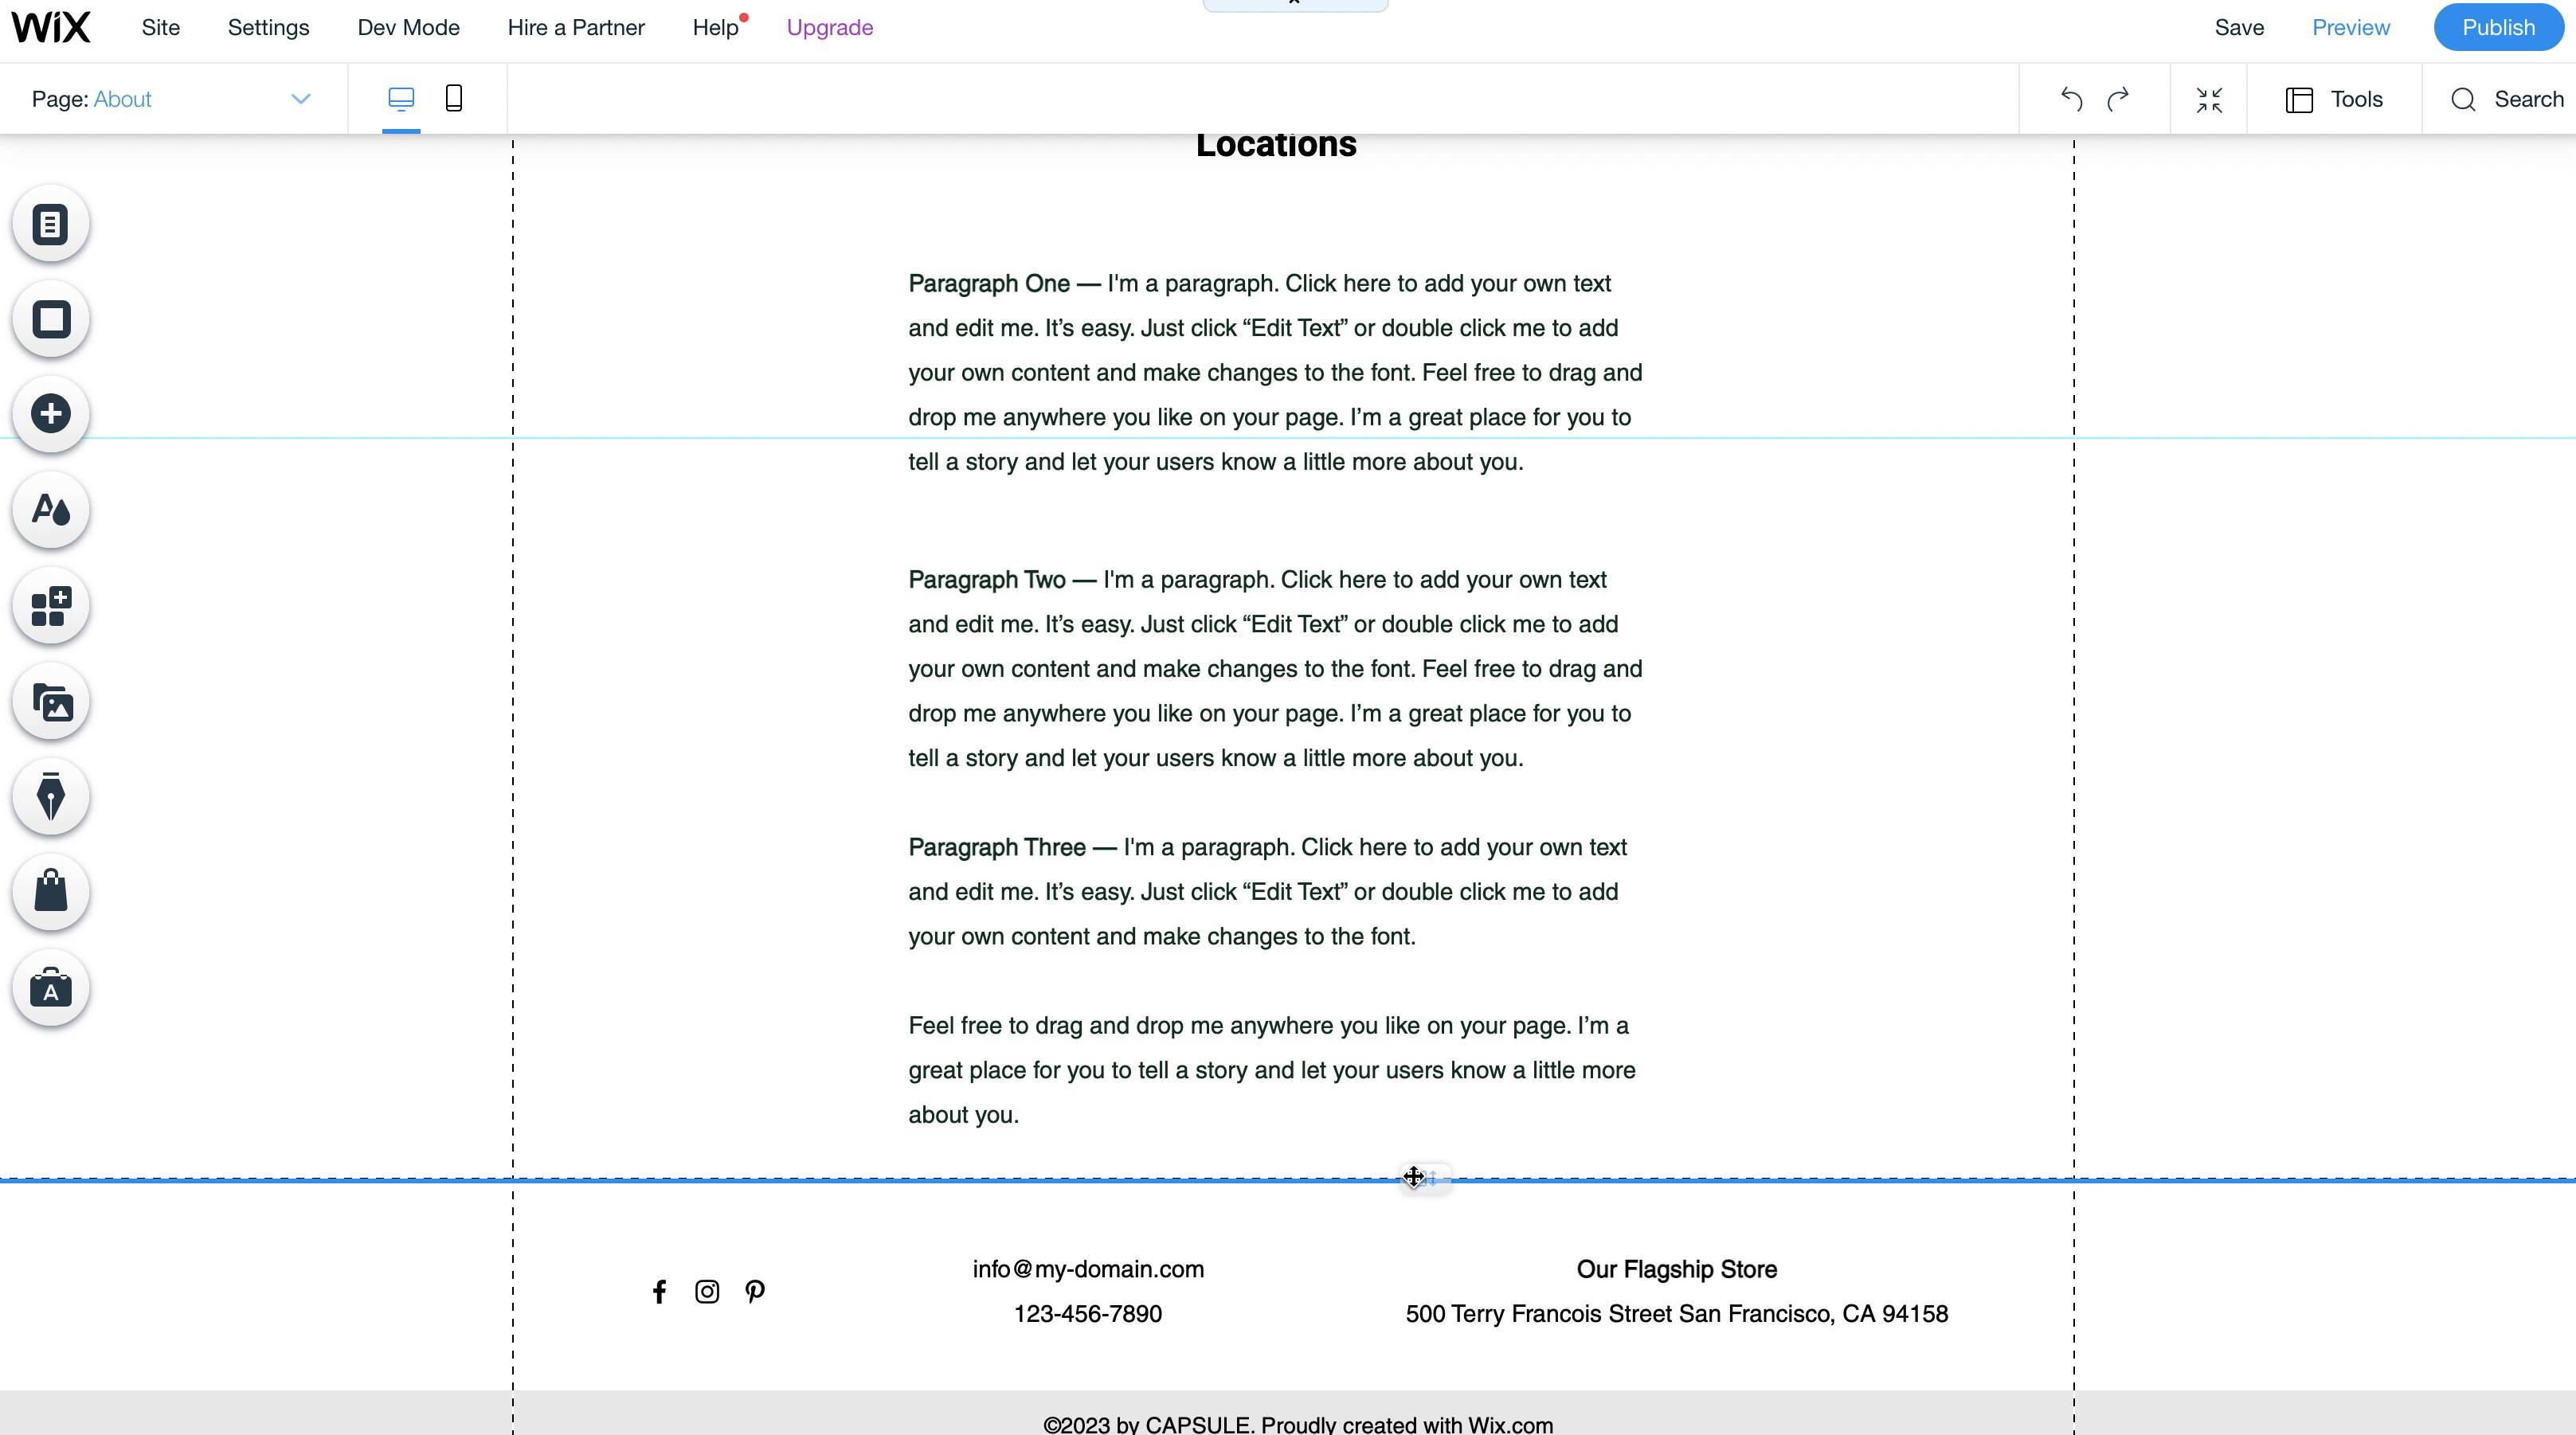 WiX
Site
Settings
Dev Mode
Hire a Partner
Help
Upgrade
Save
Preview
Publish
Page: About
Tools
Search
Locations
Paragraph One — I'm a paragraph. Click here to add your own text
and edit me. It’s easy. Just click “Edit Text” or double click me to add
your own content and make changes to the font. Feel free to drag and
drop me anywhere you like on your page. I’m a great place for you to
tell a story and let your users know a little more about you.
Paragraph Two — I'm a paragraph. Click here to add your own text
and edit me. It’s easy. Just click “Edit Text” or double click me to add
your own content and make changes to the font. Feel free to drag and
drop me anywhere you like on your page. I’m a great place for you to
tell a story and let your users know a little more about you.
Paragraph Three — I'm a paragraph. Click here to add your own text
and edit me. It’s easy. Just click “Edit Text” or double click me to add
your own content and make changes to the font.
Feel free to drag and drop me anywhere you like on your page. I’m a
great place for you to tell a story and let your users know a little more
about you.
info@my-domain.com
123-456-7890
Our Flagship Store
500 Terry Francois Street San Francisco, CA 94158
©2023 by CAPSULE. Proudly created with Wix.com